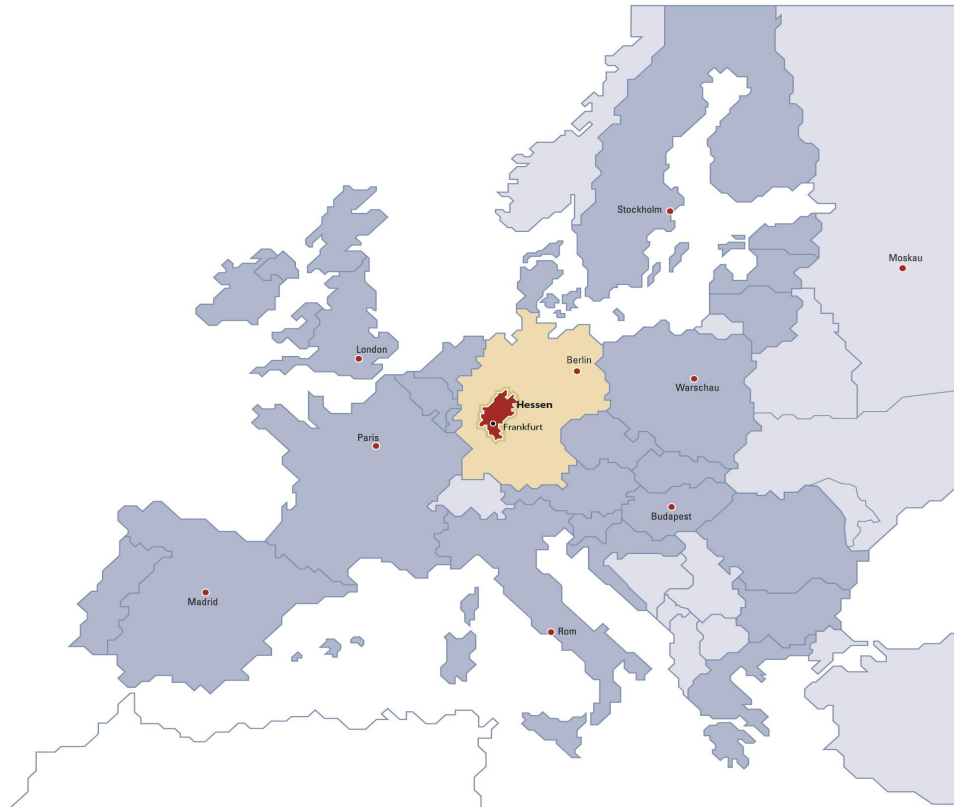 Stockholm
Moskau
London
Berlin
Warschau
Hessen
Frankfurt
Paris
Budapest
Madrid
Rom